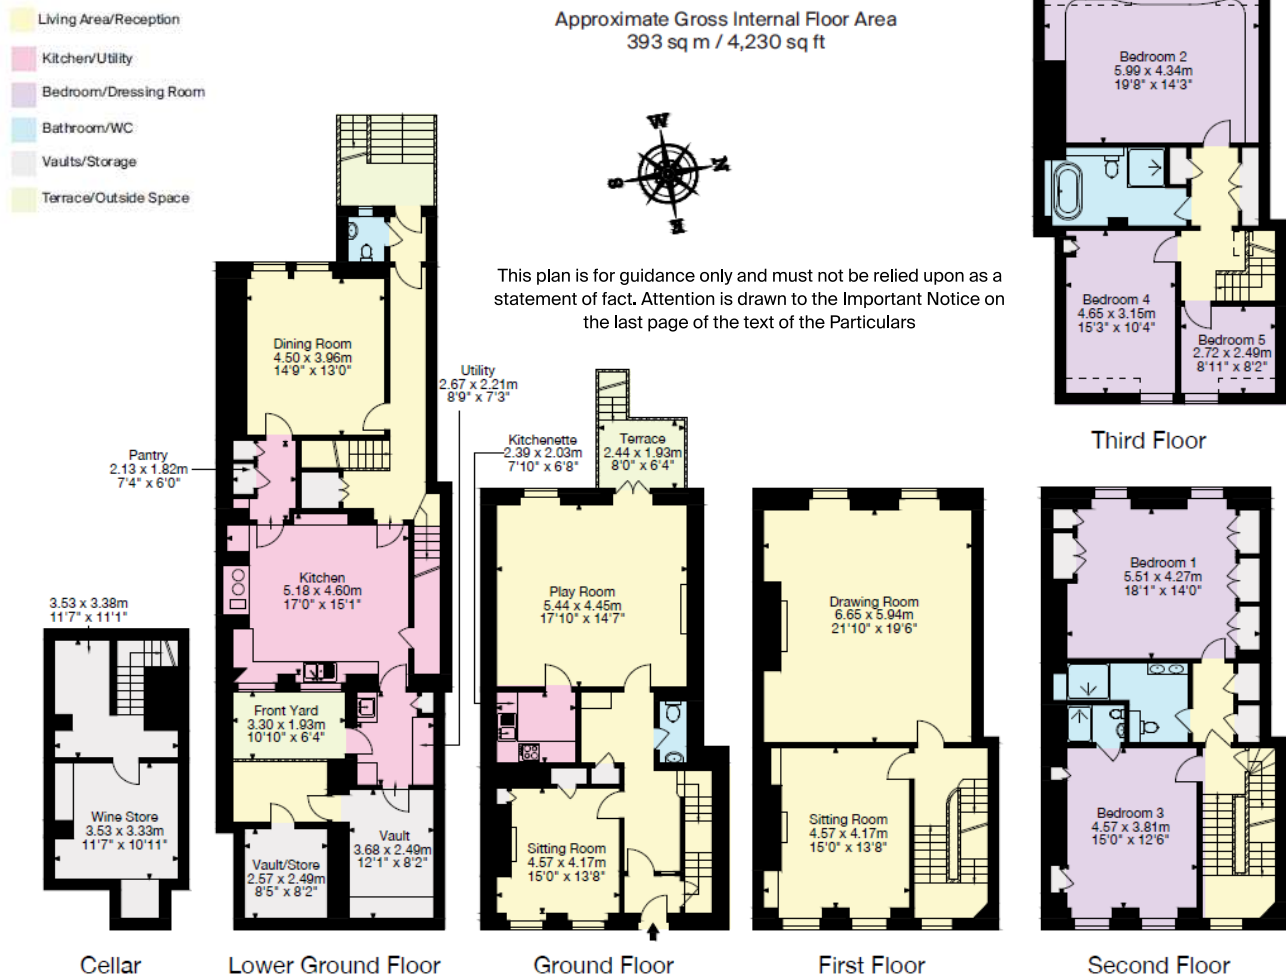 Living Area/Reception
Kitchen/Utility
Bedroom/Dressing Room
Bathroom/WC
Vaults/Storage
Terrace/Outside Space
Approximate Gross Internal Floor Area
393 sq m / 4,230 sq ft
W
N
S
E
This plan is for guidance only and must not be relied upon as a
statement of fact. Attention is drawn to the Important Notice on
the last page of the text of the Particulars
3.53 x 3.38m
11'7" x 11'1"
Wine Store
3.53 x 3.33m
11'7" x 10'11"
Cellar
Dining Room
4.50 x 3.96m
14'9" x 13'0"
Utility
2.67 x 2.21m
8'9" x 7'3"
Pantry
2.13 x 1.82m
7'4" x 6'0"
Kitchen
5.18 x 4.60m
17'0" x 15'1"
Front Yard
3.30 x 1.93m
10'10" x 6'4"
Vault
3.68 x 2.49m
12'1" x 8'2"
Vault/Store
2.57 x 2.49m
8'5" x 8'2"
Lower Ground Floor
Kitchenette
2.39 x 2.03m
7'10" x 6'8"
Terrace
2.44 x 1.93m
8'0" x 6'4"
Play Room
5.44 x 4.45m
17'10" x 14'7"
Sitting Room
4.57 x 4.17m
15'0" x 13'8"
Ground Floor
Drawing Room
6.65 x 5.94m
21'10" x 19'6"
Sitting Room
4.57 x 4.17m
15'0" x 13'8"
First Floor
Bedroom 2
5.99 x 4.34m
19'8" x 14'3"
Bedroom 4
4.65 x 3.15m
15'3" x 10'4"
Bedroom 5
2.72 x 2.49m
8'11" x 8'2"
Third Floor
Bedroom 1
5.51 x 4.27m
18'1" x 14'0"
Bedroom 3
4.57 x 3.81m
15'0" x 12'6"
Second Floor